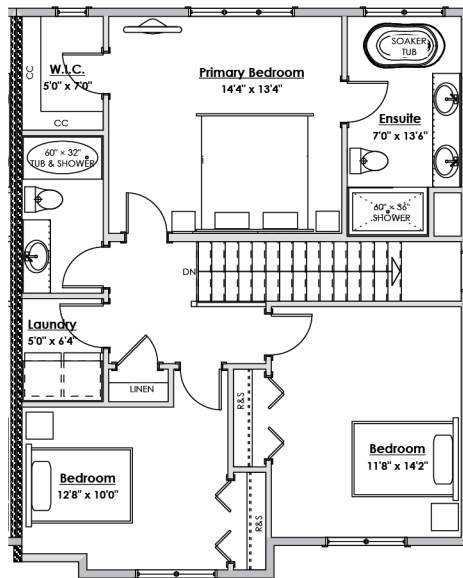 SOAKER
TUB
CC
W.I.C.
5'0" x 7'0"
CC
Primary Bedroom
14'4" x 13'4"
Ensuite
7'0" x 13'6"
60" x 32"
TUB & SHOWER
60" x 36"
SHOWER
DN
Laundry
5'0" x 6'4"
LINEN
R&S
Bedroom
11'8" x 14'2"
Bedroom
12'8" x 10'0"
R&S